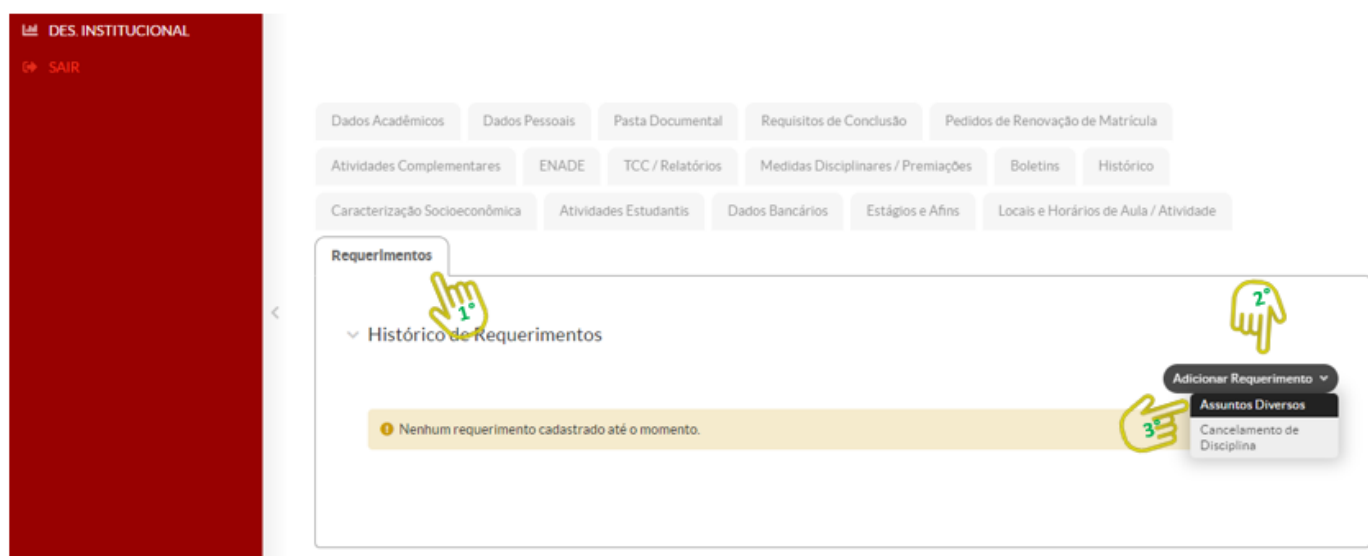 DES. INSTITUCIONAL
SAIR
Dados Acadêmicos Dados Pessoais Pasta Documental Requisitos de Conclusão Pedidos de Renovação de Matrícula
Atividades Complementares ENADE TCC / Relatórios Medidas Disciplinares / Premiações Boletins Histórico
Caracterização Socioeconômica Atividades Estudantis Dados Bancários Estágios e Afins Locais e Horários de Aula / Atividade
Requerimentos
1°
2°
Histórico de Requerimentos
Adicionar Requerimento
Assuntos Diversos
Nenhum requerimento cadastrado até o momento.
3°
Cancelamento de
Disciplina